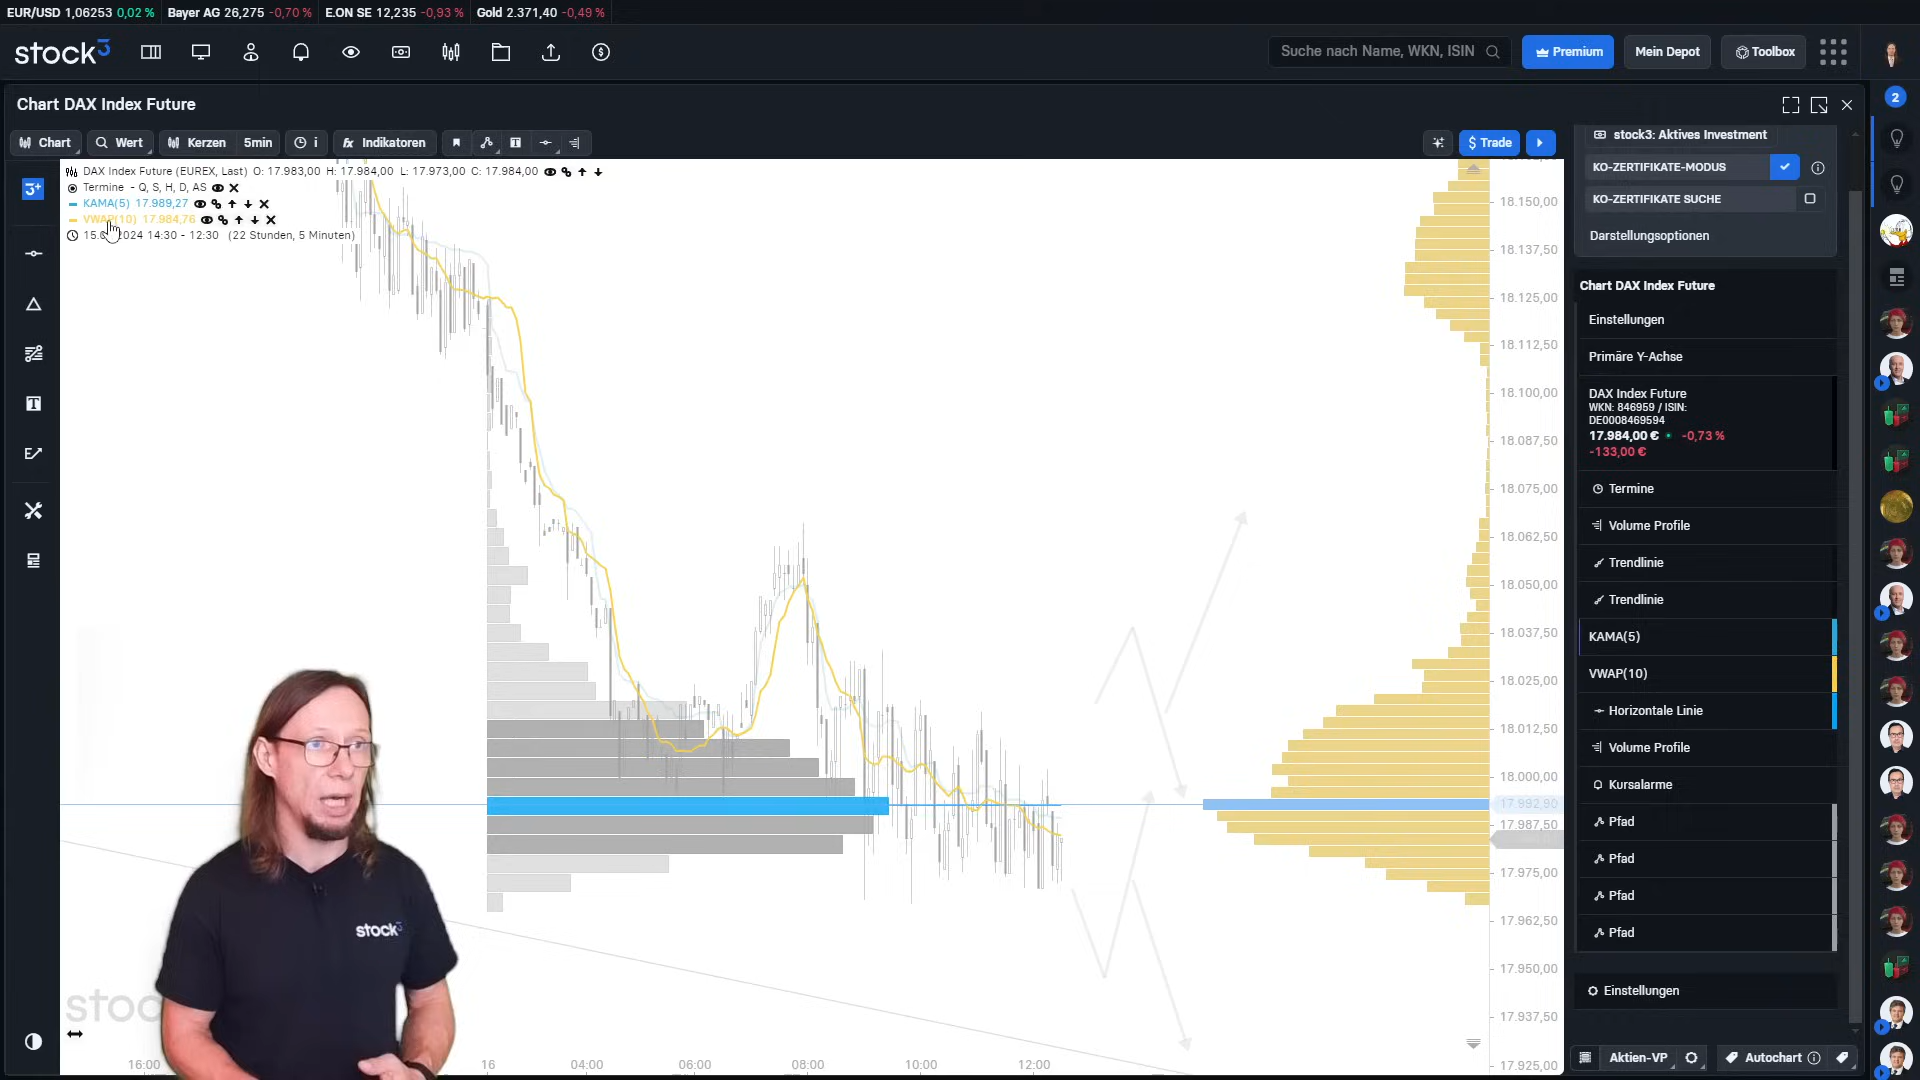 EUR/USD 1,06253 0,02 % Bayer AG 26,275 -0,70 % E.ON SE 12,235 -0,93 % Gold 2.371,40 -0,49 %
stock3
Suche nach Name, WKN, ISIN
Premium
Mein Depot
Toolbox
Chart DAX Index Future
2
Chart Wert Kerzen 5min i fx Indikatoren T
$ Trade
DAX Index Future (EUREX, Last) O: 17.983,00 H: 17.984,00 L: 17.973,00 C: 17.984,00
Termine - Q, S, H, D, AS
KAMA(5) 17.989,27
VWAP(10) 17.984,76
2024 14:30 - 12:30 (22 Stunden, 5 Minuten)
18.150,00
18.137,50
18.125,00
18.112,50
18.100,00
18.087,50
18.075,00
18.062,50
18.050,00
18.037,50
18.025,00
18.012,50
18.000,00
17.992,90
17.987,50
17.975,00
17.962,50
17.950,00
17.937,50
17.925,00
16:00 16 04:00 06:00 08:00 10:00 12:00
stock3
stoc
stock3: Aktives Investment
KO-ZERTIFIKATE-MODUS
KO-ZERTIFIKATE SUCHE
Darstellungsoptionen
Chart DAX Index Future
Einstellungen
Primäre Y-Achse
DAX Index Future
WKN: 846959 / ISIN:
DE0008469594
17.984,00 € -0,73 %
-133,00 €
Termine
Volume Profile
Trendlinie
Trendlinie
KAMA(5)
VWAP(10)
Horizontale Linie
Volume Profile
Kursalarme
Pfad
Pfad
Pfad
Pfad
Einstellungen
Aktien-VP
Autochart